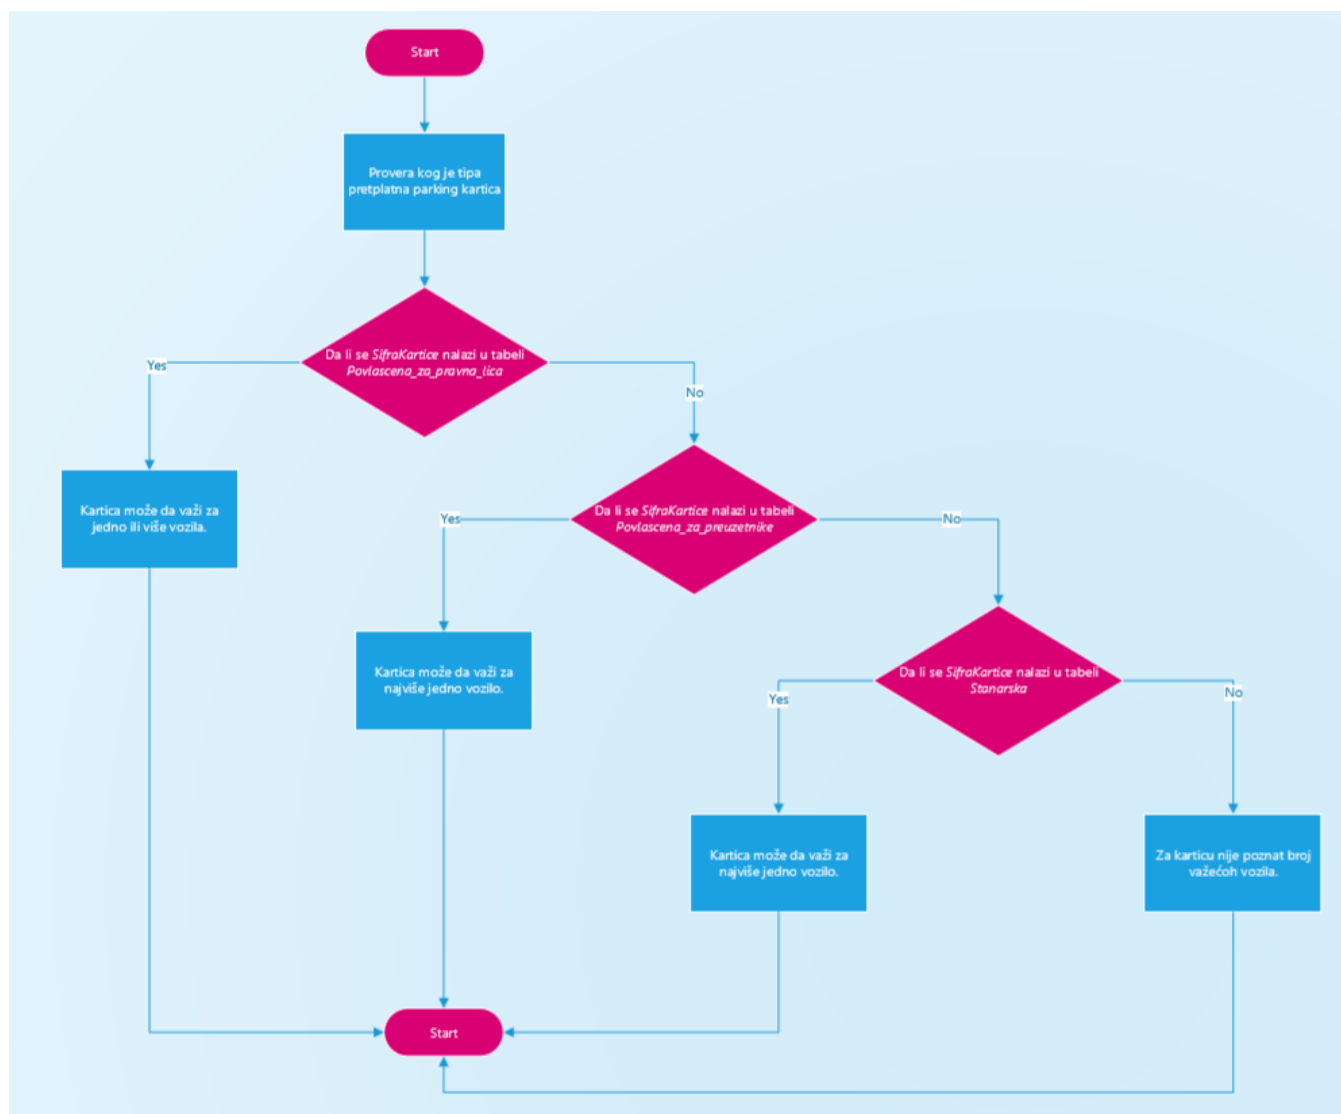 Start
Provera kog je tipa
pretplatna parking kartica
Da li se SifraKartice nalazi u tabeli
Povlascena_za_pravna_lica
Yes
No
Kartica može da važi za
jedno ili više vozila.
Da li se SifraKartice nalazi u tabeli
Povlascena_za_preuzetnike
Yes
No
Kartica može da važi za
najviše jedno vozilo.
Da li se SifraKartice nalazi u tabeli
Stanarska
Yes
No
Kartica može da važi za
najviše jedno vozilo.
Za karticu nije poznat broj
važećoh vozila.
Start